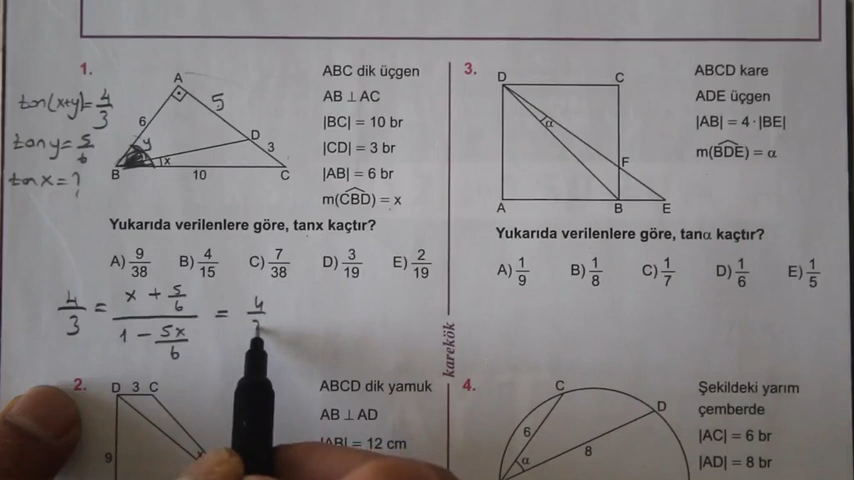 1.
A
6
5
D
3
y
x
B
10
C
tan(x+y)=4/3
tan y=5/6
tan x=?
ABC dik üçgen
AB ⊥ AC
|BC| = 10 br
|CD| = 3 br
|AB| = 6 br
m(CBD) = x
Yukarıda verilenlere göre, tanx kaçtır?
A) 9/38 B) 4/15 C) 7/38 D) 3/19 E) 2/19
4/3 = (x + 5/6)/(1 - 5x/6) = 4
2.
D 3 C
9
ABCD dik yamuk
AB ⊥ AD
|AB| = 12 cm
karekök
3.
D
C
α
F
A
B
E
ABCD kare
ADE üçgen
|AB| = 4·|BE|
m(BDE) = α
Yukarıda verilenlere göre, tanα kaçtır?
A) 1/9 B) 1/8 C) 1/7 D) 1/6 E) 1/5
4.
C
D
6
8
α
Şekildeki yarım
çemberde
|AC| = 6 br
|AD| = 8 br